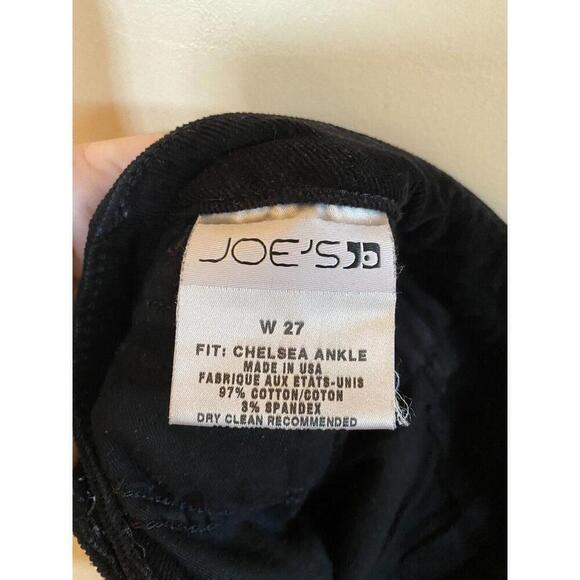 JOE'S
W 27
FIT: CHELSEA ANKLE
MADE IN USA
FABRIQUE AUX ETATS-UNIS
97% COTTON/COTON
3% SPANDEX
DRY CLEAN RECOMMENDED